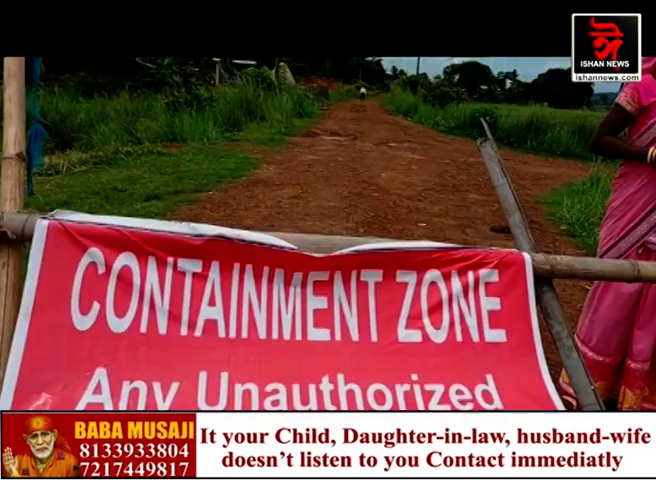 ISHAN NEWS
ishannews.com
CONTAINMENT ZONE
Any Unauthorized
BABA MUSAJI
8133933804
7217449817
It your Child, Daughter-in-law, husband-wife
doesn't listen to you Contact immediatly